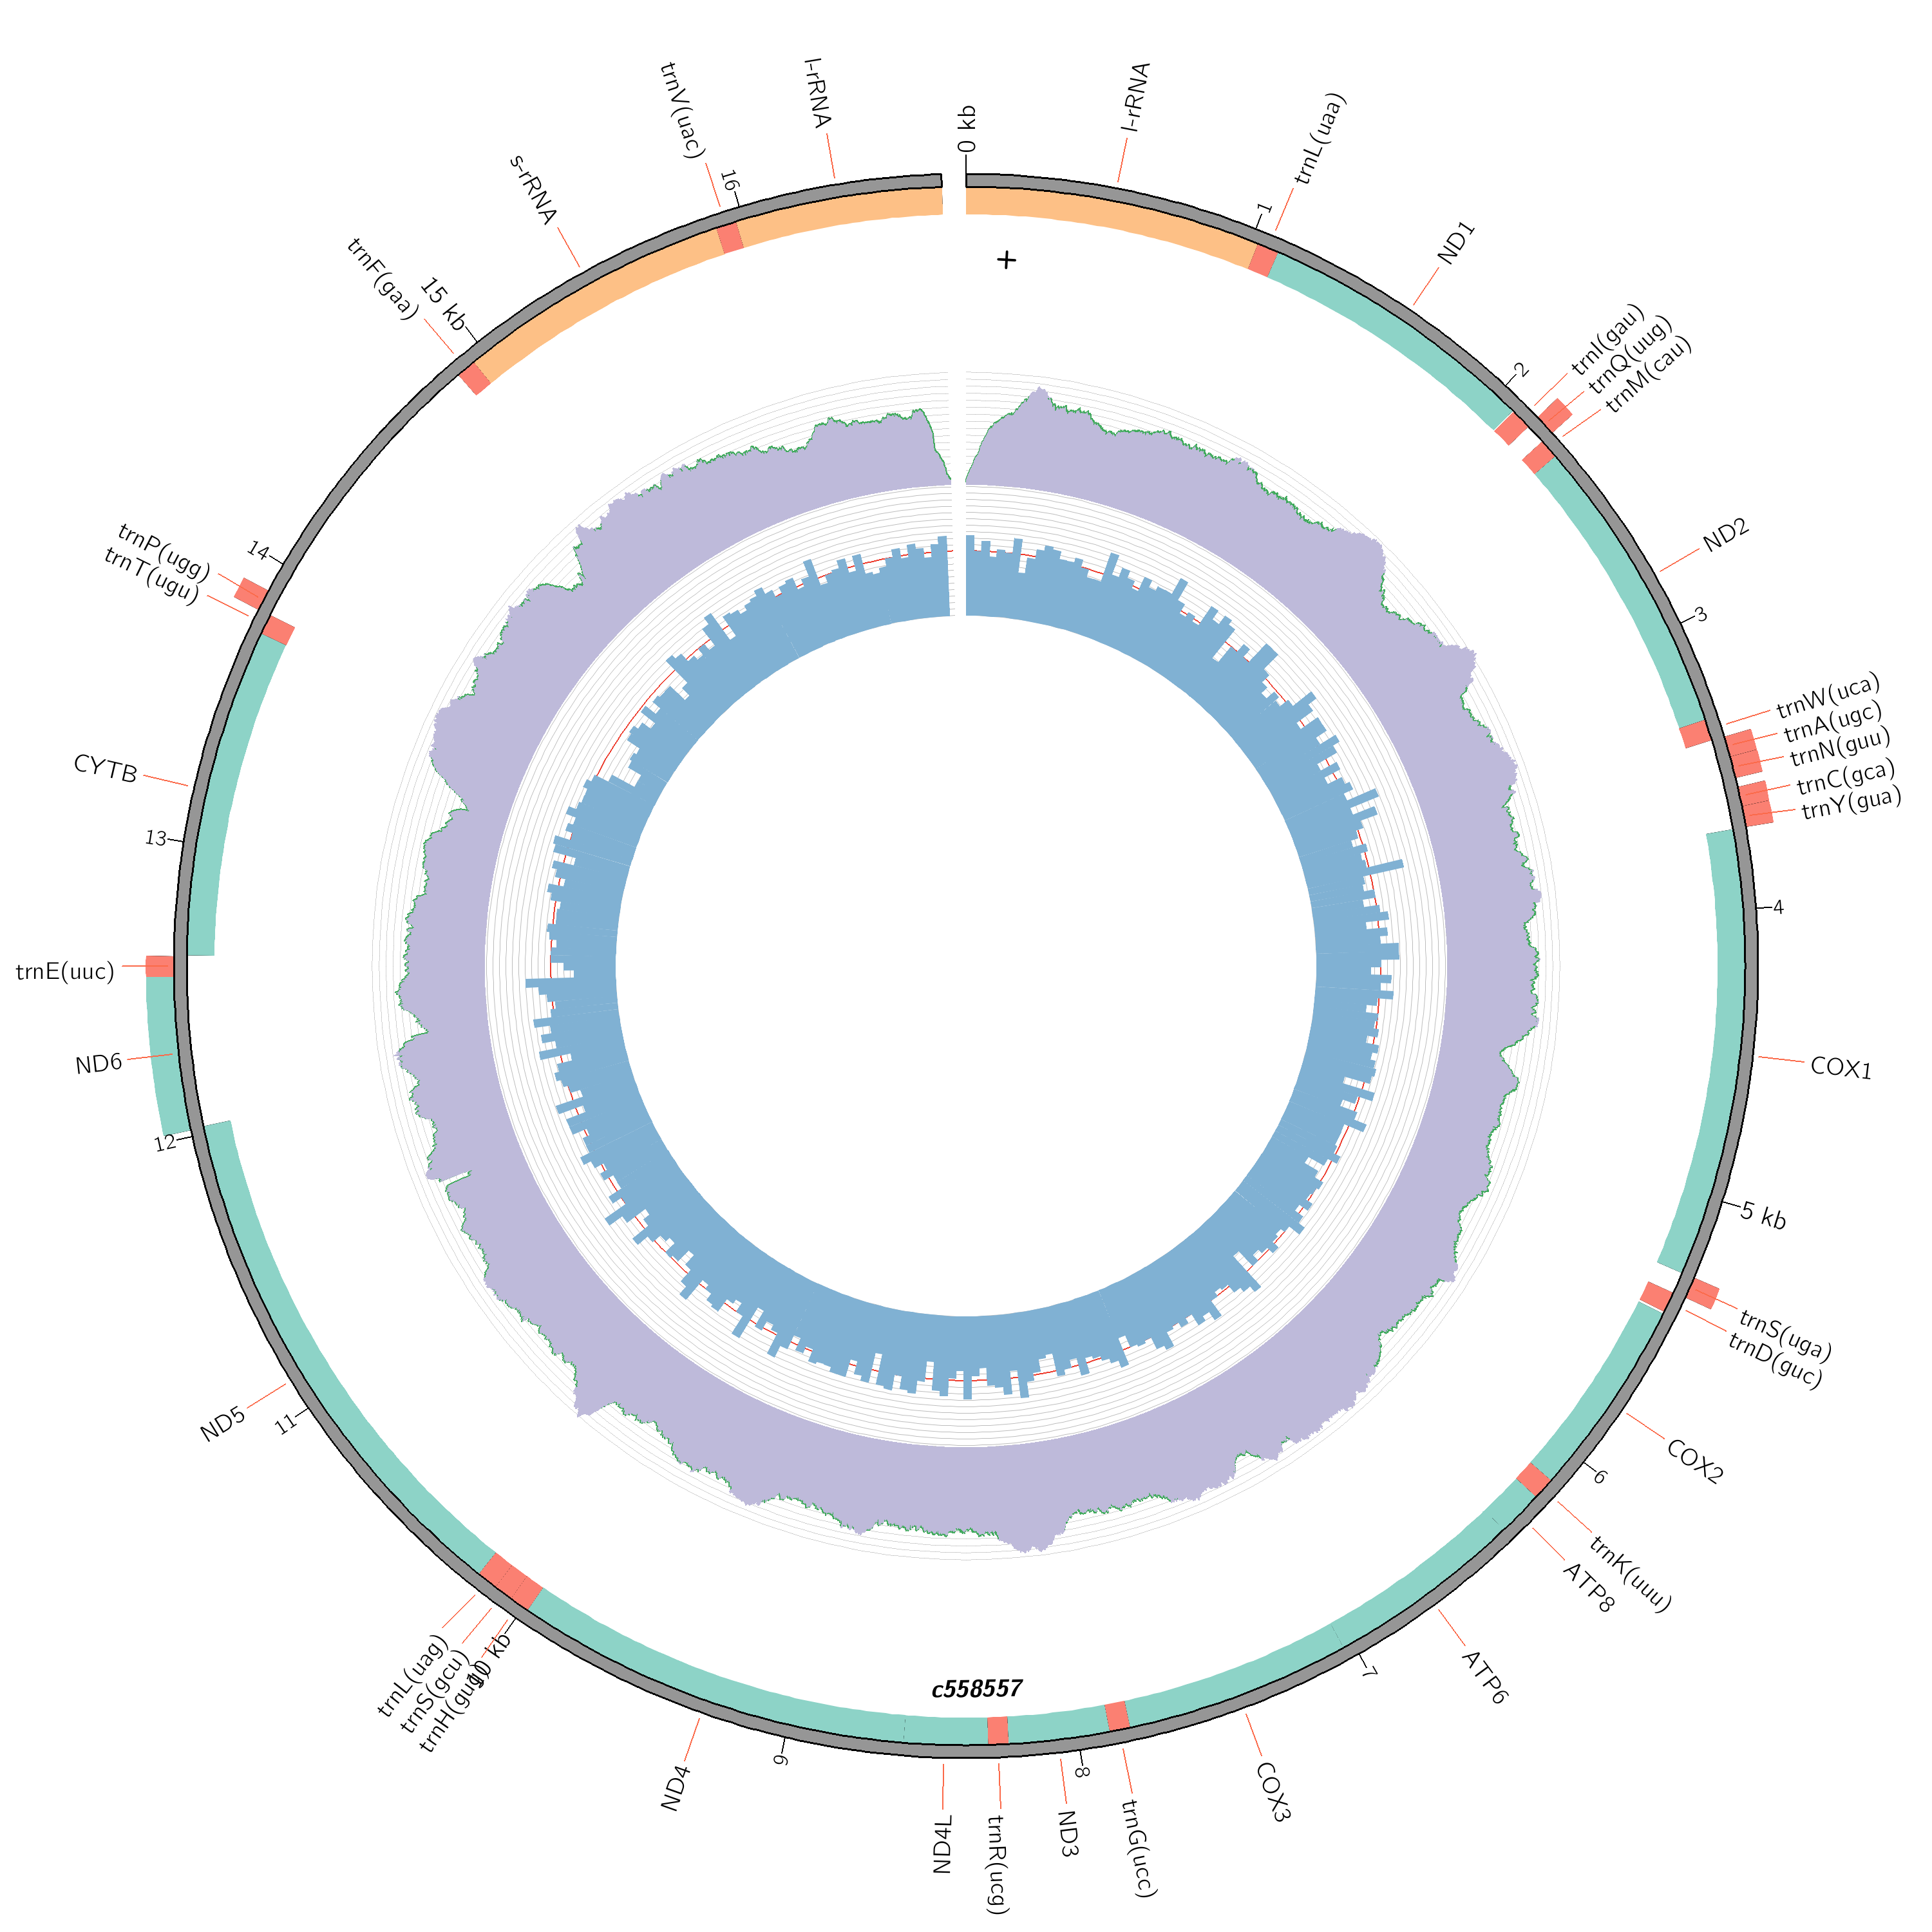 0 kb
l-rRNA
1
trnL(uaa)
ND1
2
trnI(gau)
trnQ(uug)
trnM(cau)
ND2
3
trnW(uca)
trnA(ugc)
trnN(guu)
trnC(gca)
trnY(gua)
4
COX1
5 kb
trnS(uga)
trnD(guc)
COX2
6
trnK(uuu)
ATP8
ATP6
7
COX3
trnG(ucc)
8
ND3
trnR(ucg)
ND4L
c558557
9
ND4
10 kb
trnH(gug)
trnS(gcu)
trnL(uag)
11
ND5
12
ND6
trnE(uuc)
13
CYTB
trnT(ugu)
trnP(ugg)
14
15 kb
trnF(gaa)
s-rRNA
16
trnV(uac)
l-rRNA
+